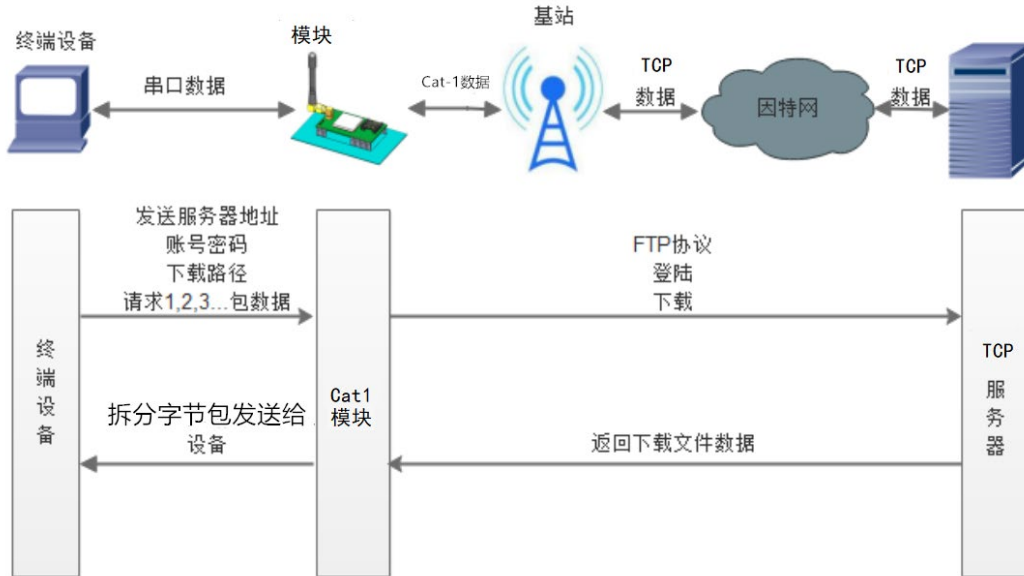 终端设备
模块
基站
串口数据
Cat-1数据
TCP
数据
因特网
TCP
数据
发送服务器地址
账号密码
下载路径
请求1,2,3...包数据
FTP协议
登陆
下载
终端设备
Cat1
模块
TCP
服务器
拆分字节包发送给
设备
返回下载文件数据